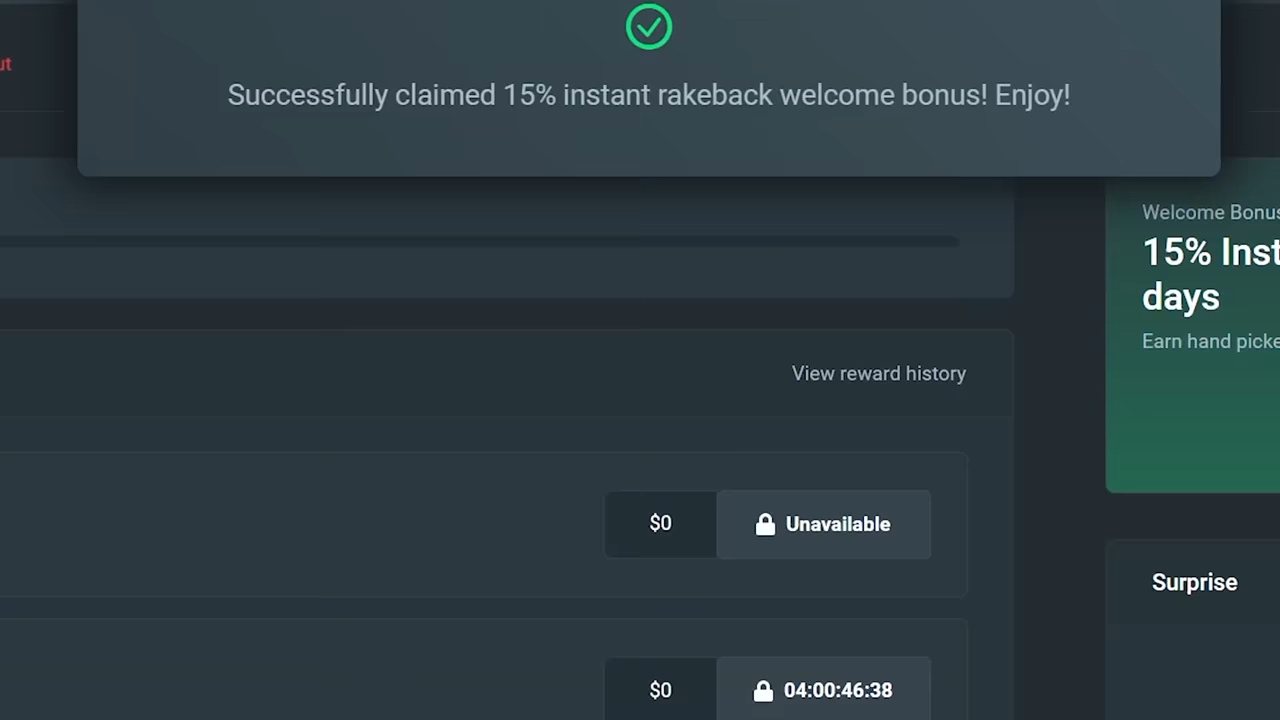 ut
Successfully claimed 15% instant rakeback welcome bonus! Enjoy!
Welcome Bonus
15% Inst
days
Earn hand picke
View reward history
$0
Unavailable
Surprise
$0
04:00:46:38